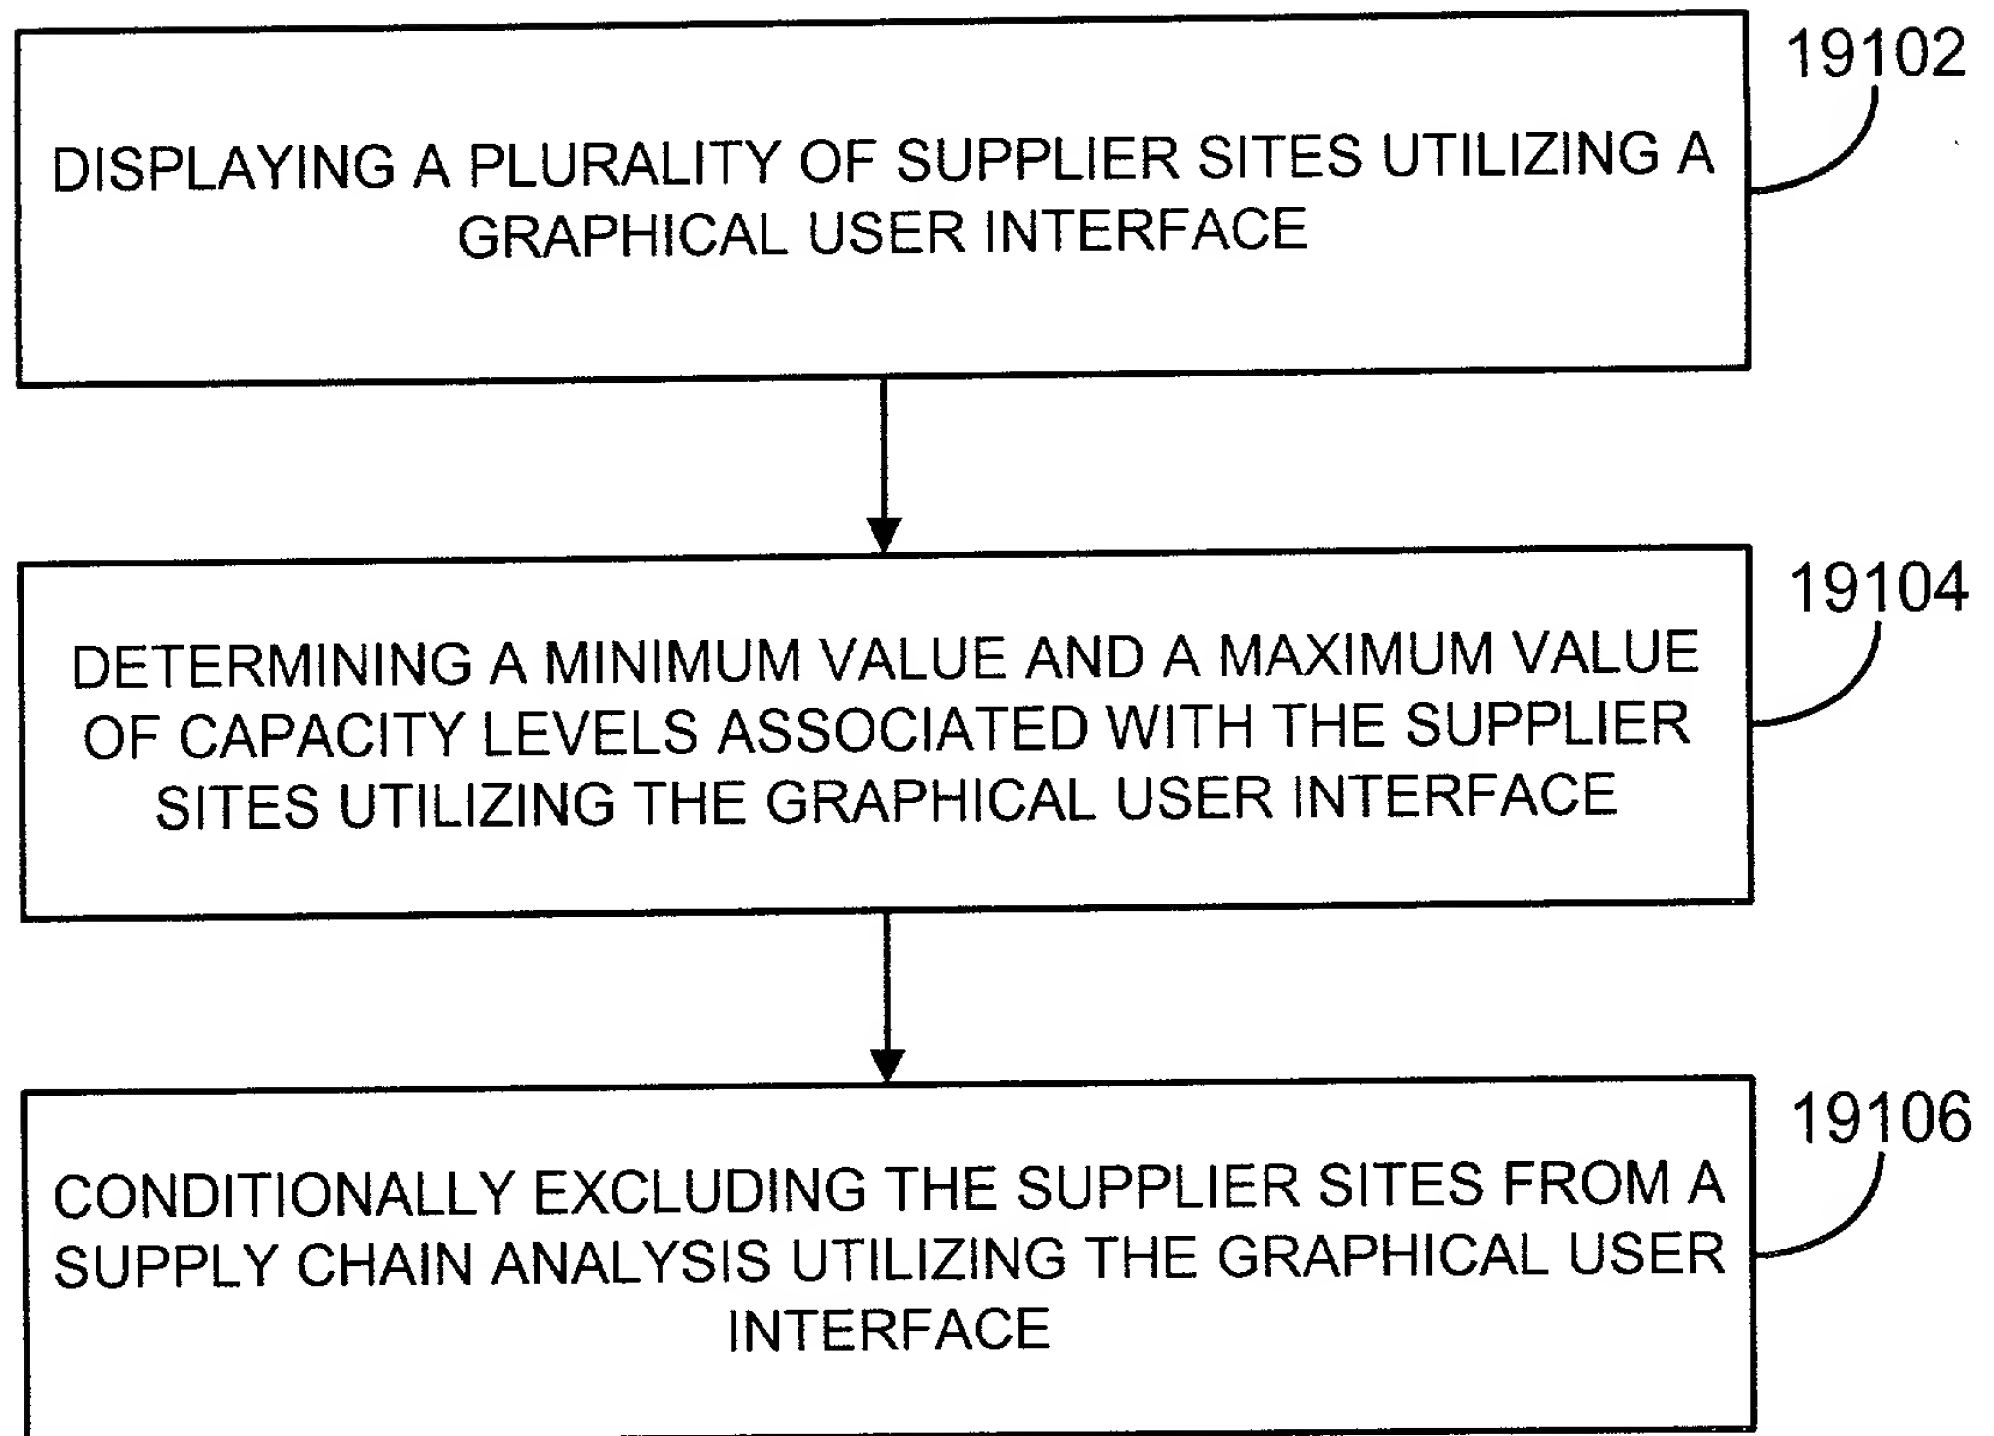 19102
DISPLAYING A PLURALITY OF SUPPLIER SITES UTILIZING A
GRAPHICAL USER INTERFACE
19104
DETERMINING A MINIMUM VALUE AND A MAXIMUM VALUE
OF CAPACITY LEVELS ASSOCIATED WITH THE SUPPLIER
SITES UTILIZING THE GRAPHICAL USER INTERFACE
19106
CONDITIONALLY EXCLUDING THE SUPPLIER SITES FROM A
SUPPLY CHAIN ANALYSIS UTILIZING THE GRAPHICAL USER
INTERFACE